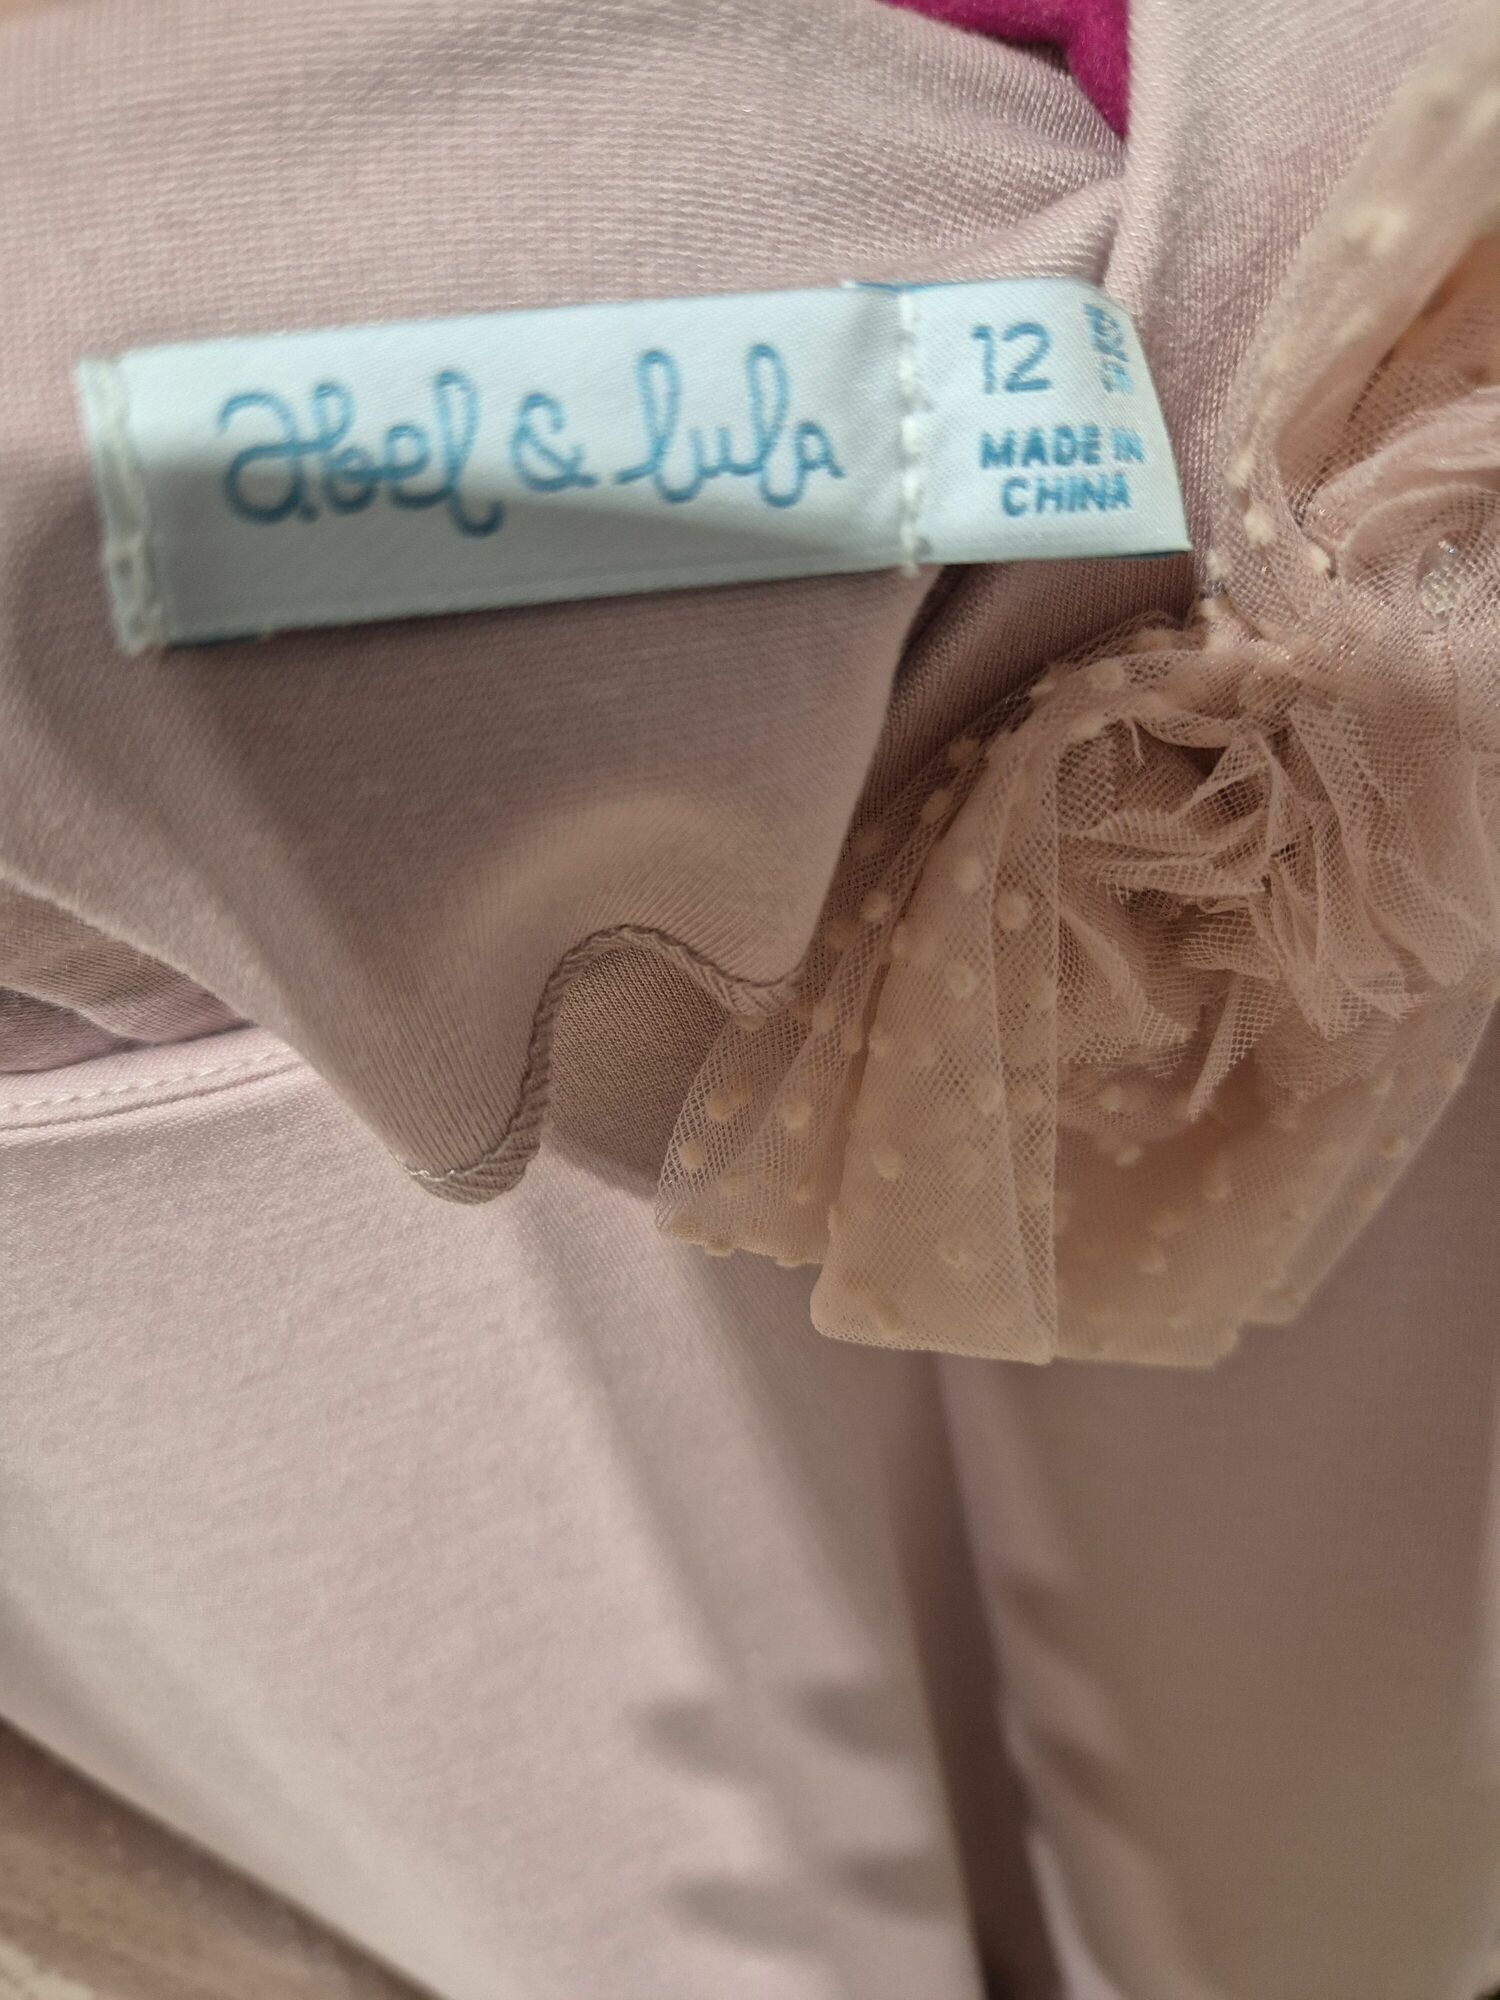 abel & lula
12
MADE IN
CHINA